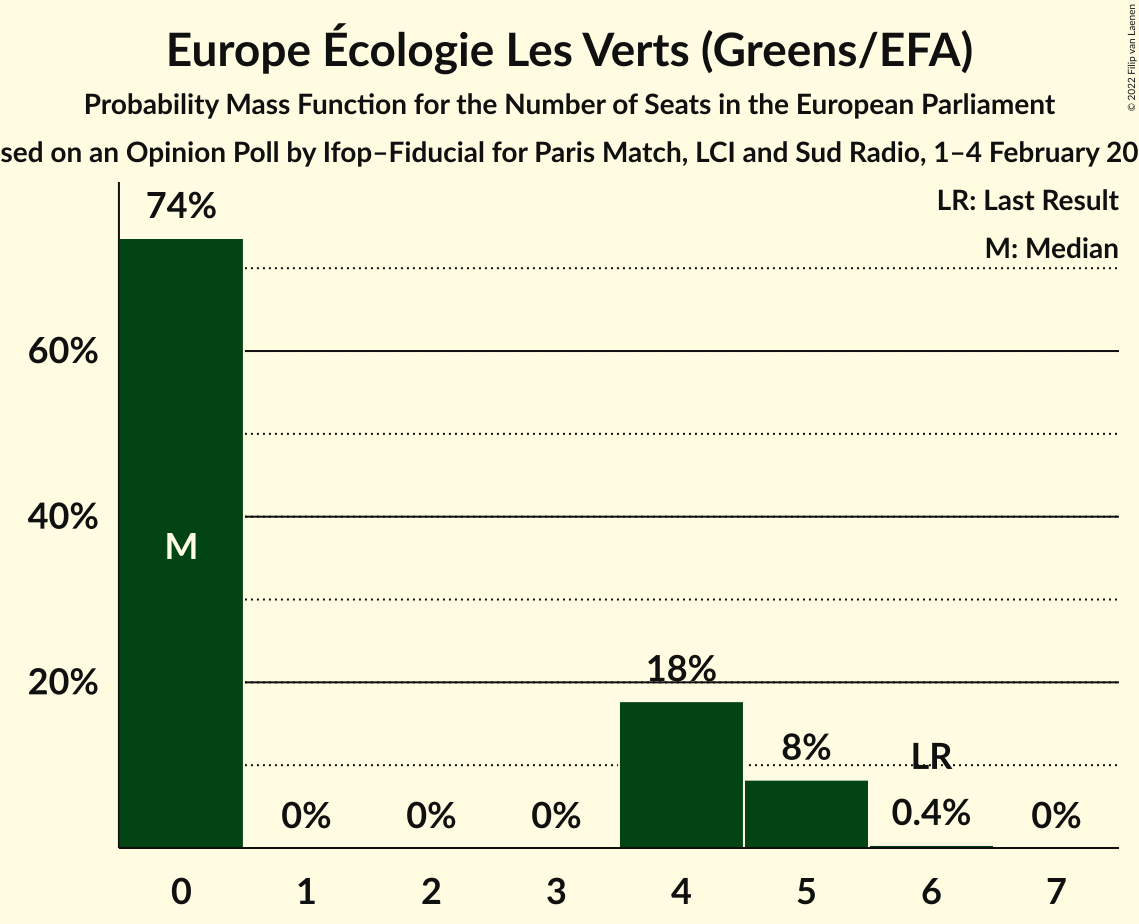 Europe Écologie Les Verts (Greens/EFA)
Probability Mass Function for the Number of Seats in the European Parliament
sed on an Opinion Poll by Ifop–Fiducial for Paris Match, LCI and Sud Radio, 1–4 February 20
© 2022 Filip van Laenen
LR: Last Result
M: Median
74%
60%
40%
M
20%
18%
8%
LR
0% 0% 0% 0.4% 0%
0 1 2 3 4 5 6 7